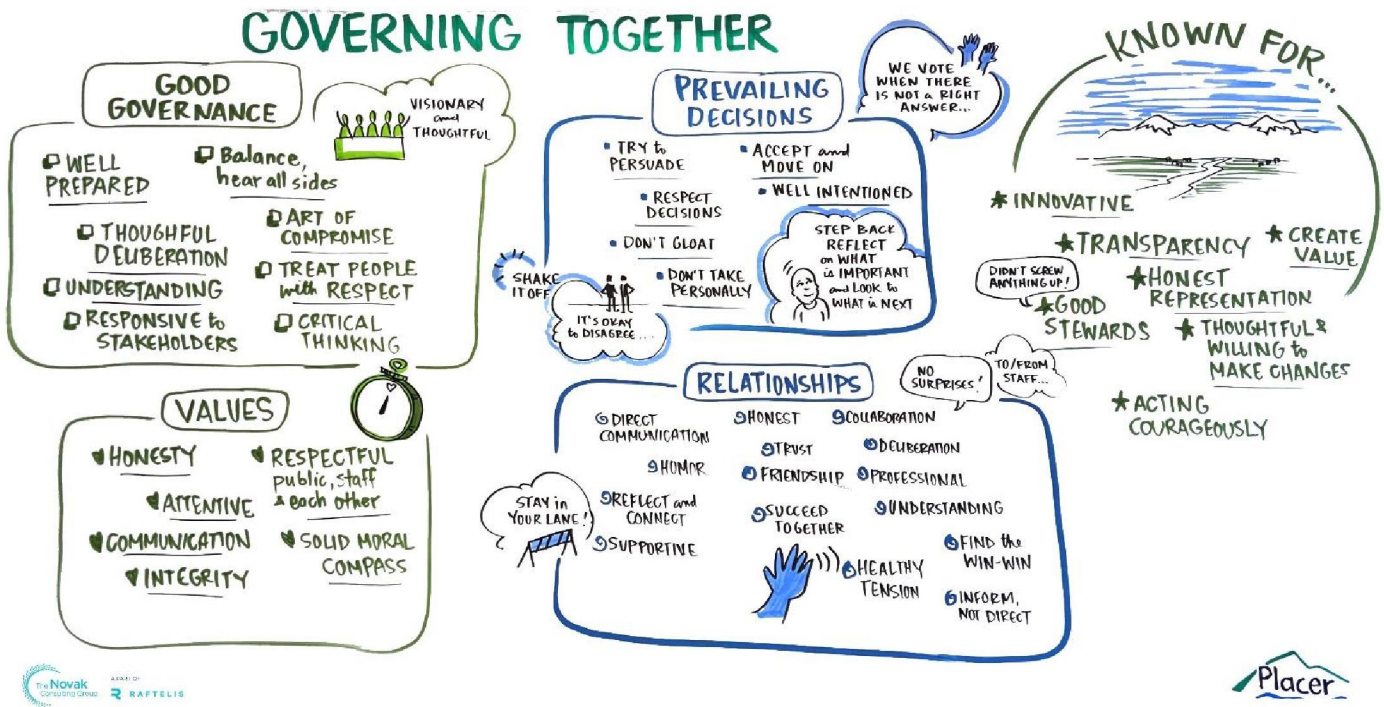 GOVERNING TOGETHER
GOOD
GOVERNANCE
VISIONARY
and
THOUGHTFUL
WELL
PREPARED
Balance,
hear all sides
THOUGHFUL
DELIBERATION
ART OF
COMPROMISE
UNDERSTANDING
TREAT PEOPLE
with RESPECT
RESPONSIVE to
STAKEHOLDERS
CRITICAL
THINKING
VALUES
HONESTY
RESPECTFUL
public, staff
& each other
ATTENTIVE
COMMUNICATION
SOLID MORAL
COMPASS
INTEGRITY
PREVAILING
DECISIONS
WE VOTE
WHEN THERE
IS NOT a RIGHT
ANSWER...
TRY to
PERSUADE
ACCEPT and
MOVE ON
RESPECT
DECISIONS
WELL INTENTIONED
DON'T GLOAT
DON'T TAKE
PERSONALLY
STEP BACK
REFLECT
on WHAT
is IMPORTANT
and LOOK to
WHAT is NEXT
SHAKE
IT OFF
IT'S OKAY
to DISAGREE...
RELATIONSHIPS
NO
SURPRISES!
TO/FROM
STAFF...
DIRECT
COMMUNICATION
HONEST
COLLABORATION
TRUST
DELIBERATION
HUMOR
FRIENDSHIP
PROFESSIONAL
REFLECT and
CONNECT
SUCCEED
TOGETHER
UNDERSTANDING
SUPPORTIVE
HEALTHY
TENSION
FIND the
WIN-WIN
INFORM,
NOT DIRECT
STAY in
YOUR LANE!
KNOWN FOR...
INNOVATIVE
TRANSPARENCY
CREATE
VALUE
DIDN'T SCREW
ANYTHING UP!
HONEST
REPRESENTATION
GOOD
STEWARDS
THOUGHTFUL &
WILLING to
MAKE CHANGES
ACTING
COURAGEOUSLY
The Novak
Consulting Group
A PART OF
RAFTELIS
Placer